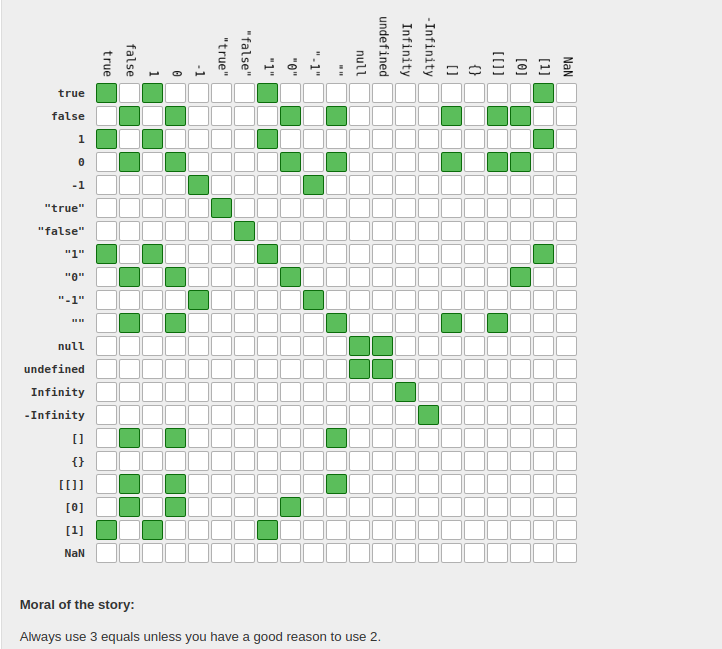 true
false
1
0
-1
"true"
"false"
"1"
"0"
"-1"
""
null
undefined
Infinity
-Infinity
[]
{}
[[]]
[0]
[1]
NaN
true
false
1
0
-1
"true"
"false"
"1"
"0"
"-1"
""
null
undefined
Infinity
-Infinity
[]
{}
[[]]
[0]
[1]
NaN
Moral of the story:
Always use 3 equals unless you have a good reason to use 2.